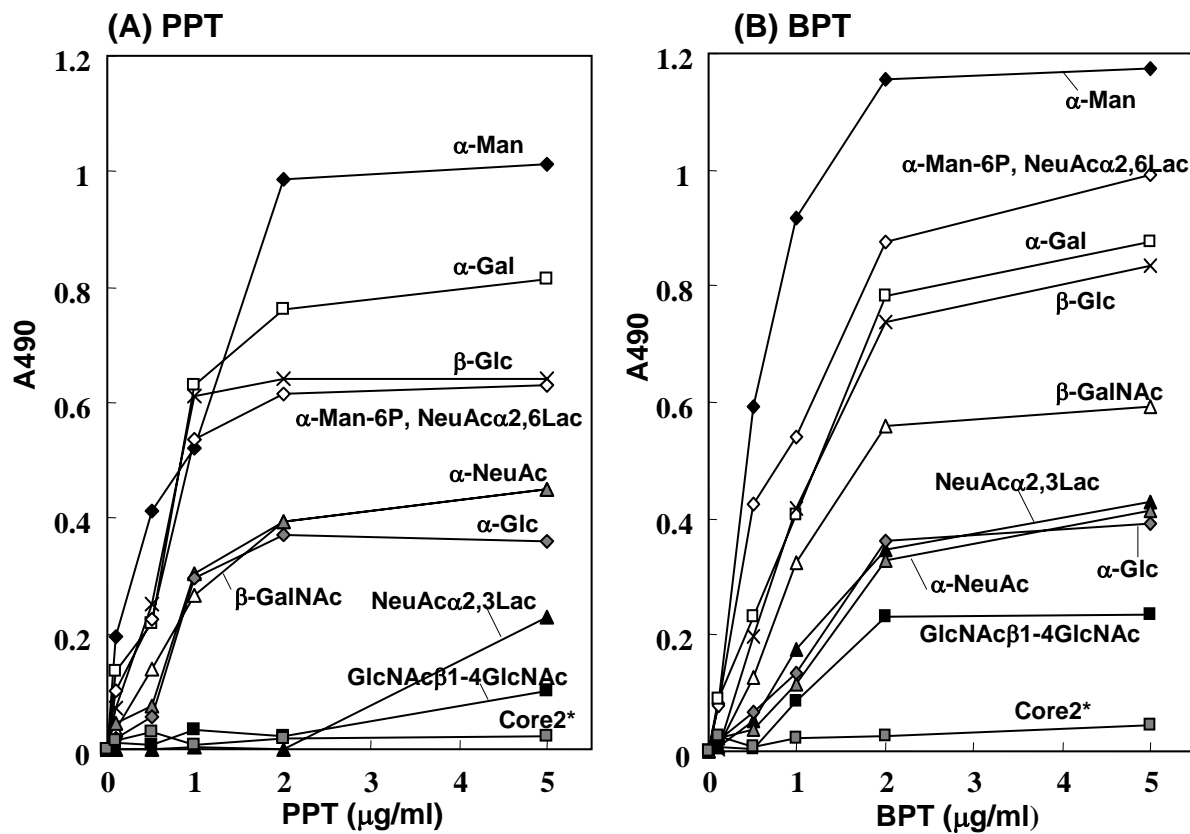 (A) PPT
1.2
1
0.8
0.6
0.4
0.2
0
A490
α-Man
α-Gal
β-Glc
α-Man-6P, NeuAcα2,6Lac
α-NeuAc
α-Glc
β-GalNAc
NeuAcα2,3Lac
GlcNAcβ1-4GlcNAc
Core2*
0 1 2 3 4 5
PPT (μg/ml)
(B) BPT
1.2
1
0.8
0.6
0.4
0.2
0
A490
α-Man
α-Man-6P, NeuAcα2,6Lac
α-Gal
β-Glc
β-GalNAc
NeuAcα2,3Lac
α-Glc
α-NeuAc
GlcNAcβ1-4GlcNAc
Core2*
0 1 2 3 4 5
BPT (μg/ml)